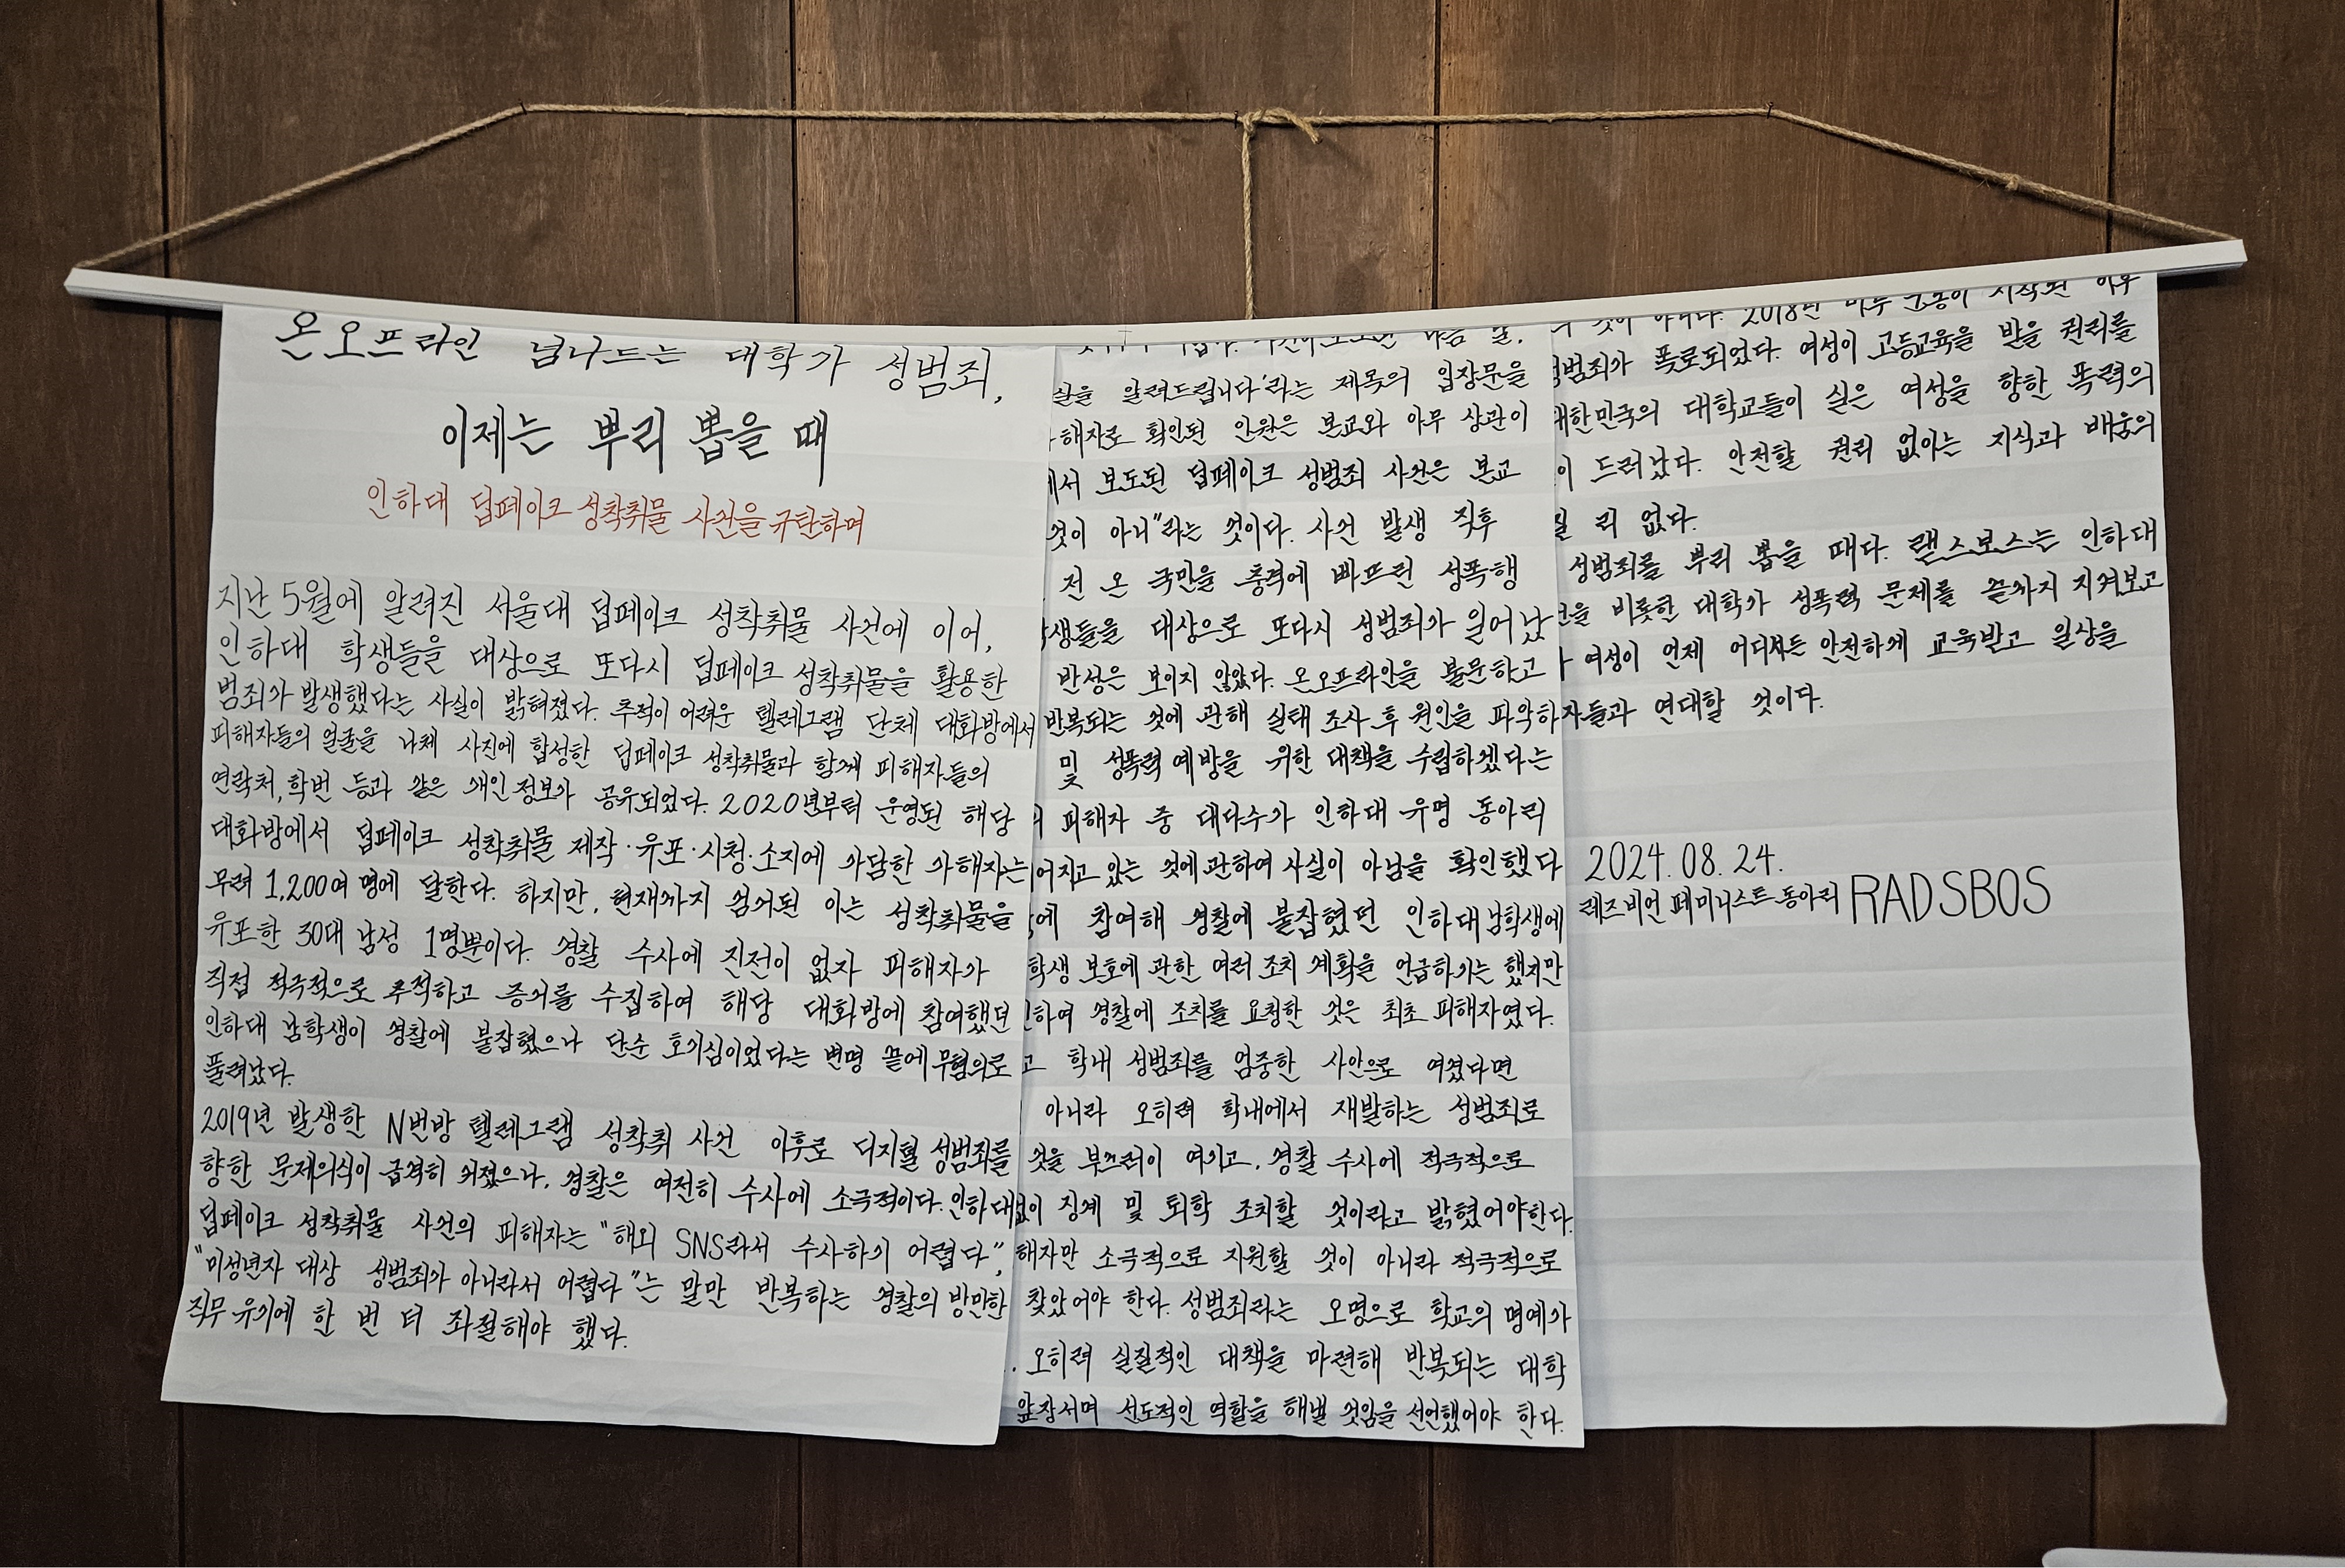 온오프라인 넘나드는 대학가 성범죄,
이제는 뿌리 뽑을 때
인하대 딥페이크 성착취물 사건을 규탄하며
지난 5월에 알려진 서울대 딥페이크 성착취물 사건에 이어,
인하대 학생들을 대상으로 또다시 딥페이크 성착취물을 활용한
범죄가 발생했다는 사실이 밝혀졌다. 추적이 어려운 텔레그램 단체 대화방에서
피해자들의 얼굴을 나체 사진에 합성한 딥페이크 성착취물과 함께 피해자들의
연락처, 학번 등과 같은 개인정보가 공유되었다. 2020년부터 운영된 해당
대화방에서 딥페이크 성착취물 제작·유포·시청·소지에 가담한 가해자는
무려 1,200여 명에 달한다. 하지만, 현재까지 검거된 이는 성착취물을
유포한 30대 남성 1명뿐이다. 경찰 수사에 진전이 없자 피해자가
직접 적극적으로 추적하고 증거를 수집하여 해당 대화방에 참여했던
인하대 남학생이 경찰에 붙잡혔으나 단순 호기심이었다는 변명 끝에 무혐의로
풀려났다.
2019년 발생한 N번방 텔레그램 성착취 사건 이후로 디지털 성범죄를
향한 문제의식이 급격히 커졌으나, 경찰은 여전히 수사에 소극적이다. 인하대
딥페이크 성착취물 사건의 피해자는 "해외 SNS라서 수사하기 어렵다",
"미성년자 대상 성범죄가 아니라서 어렵다"는 말만 반복하는 경찰의 방만한
직무 유기에 한 번 더 좌절해야 했다.
실을 알려드립니다'라는 제목의 입장문을
해자로 확인된 인원은 본교와 아무 상관이
서 보도된 딥페이크 성범죄 사건은 본교
것이 아니"라는 것이다. 사건 발생 직후
전 온 국민을 충격에 빠뜨린 성폭행
생들을 대상으로 또다시 성범죄가 일어났
반성은 보이지 않았다. 온오프라인을 불문하고
반복되는 것에 관해 실태 조사 후 원인을 파악하
및 성폭력 예방을 위한 대책을 수립하겠다는
피해자 중 대다수가 인하대 유명 동아리
어지고 있는 것에 관하여 사실이 아님을 확인했다
에 참여해 경찰에 붙잡혔던 인하대 남학생에
학생 보호에 관한 여러 조치 계획을 언급하기는 했지만
하여 경찰에 조치를 요청한 것은 최초 피해자였다.
고 학내 성범죄를 엄중한 사안으로 여겼다면
아니라 오히려 학내에서 재발하는 성범죄로
것을 부끄러이 여기고, 경찰 수사에 적극적으로
없이 징계 및 퇴학 조치할 것이라고 밝혔어야한다.
해자만 소극적으로 지원할 것이 아니라 적극적으로
찾았어야 한다. 성범죄라는 오명으로 학교의 명예가
. 오히려 실질적인 대책을 마련해 반복되는 대학
앞장서며 선도적인 역할을 해낼 것임을 선언했어야 한다.
것이 아니다. 2018년 미투 운동이 시작된 이후
성범죄가 폭로되었다. 여성이 고등교육을 받을 권리를
대한민국의 대학교들이 실은 여성을 향한 폭력의
이 드러났다. 안전할 권리 없이는 지식과 배움의
질 리 없다.
성범죄를 뿌리 뽑을 때다. 랟스보스는 인하대
건을 비롯한 대학가 성폭력 문제를 끝까지 지켜보고
여성이 언제 어디서든 안전하게 교육받고 일상을
자들과 연대할 것이다.
2024. 08. 24.
레즈비언 페미니스트 동아리 RADSBOS